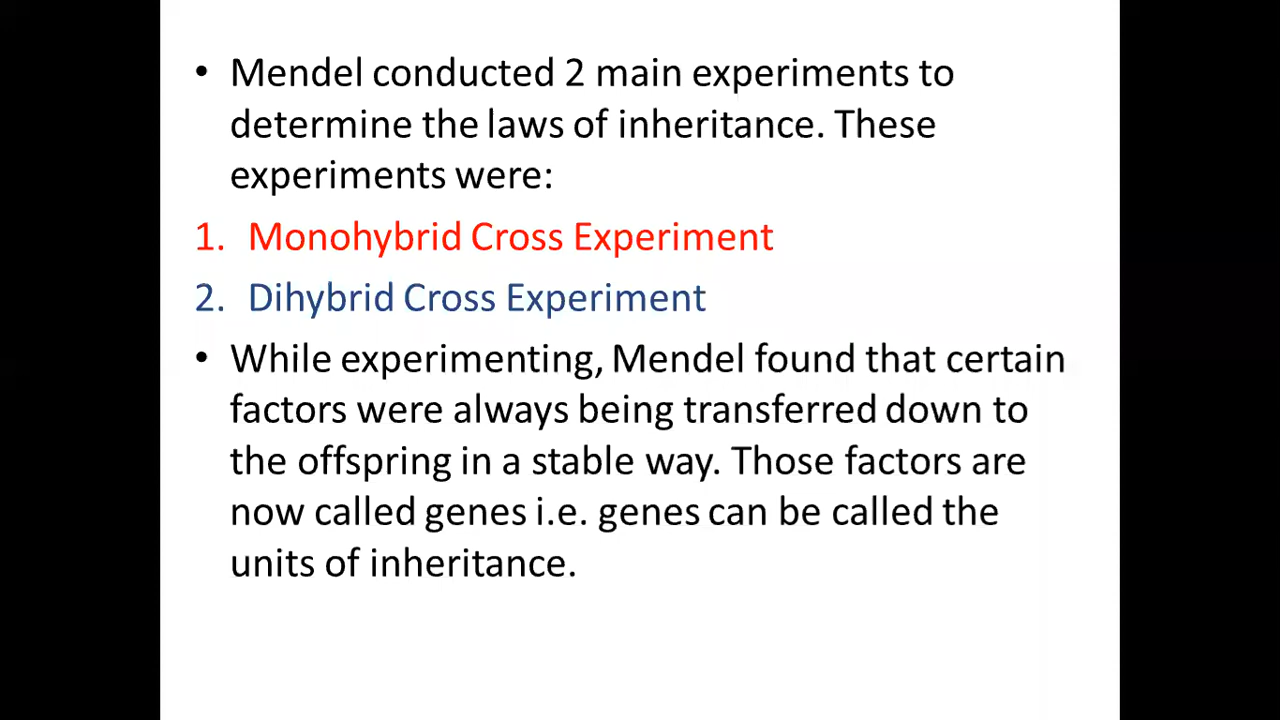 • Mendel conducted 2 main experiments to
determine the laws of inheritance. These
experiments were:
1. Monohybrid Cross Experiment
2. Dihybrid Cross Experiment
• While experimenting, Mendel found that certain
factors were always being transferred down to
the offspring in a stable way. Those factors are
now called genes i.e. genes can be called the
units of inheritance.